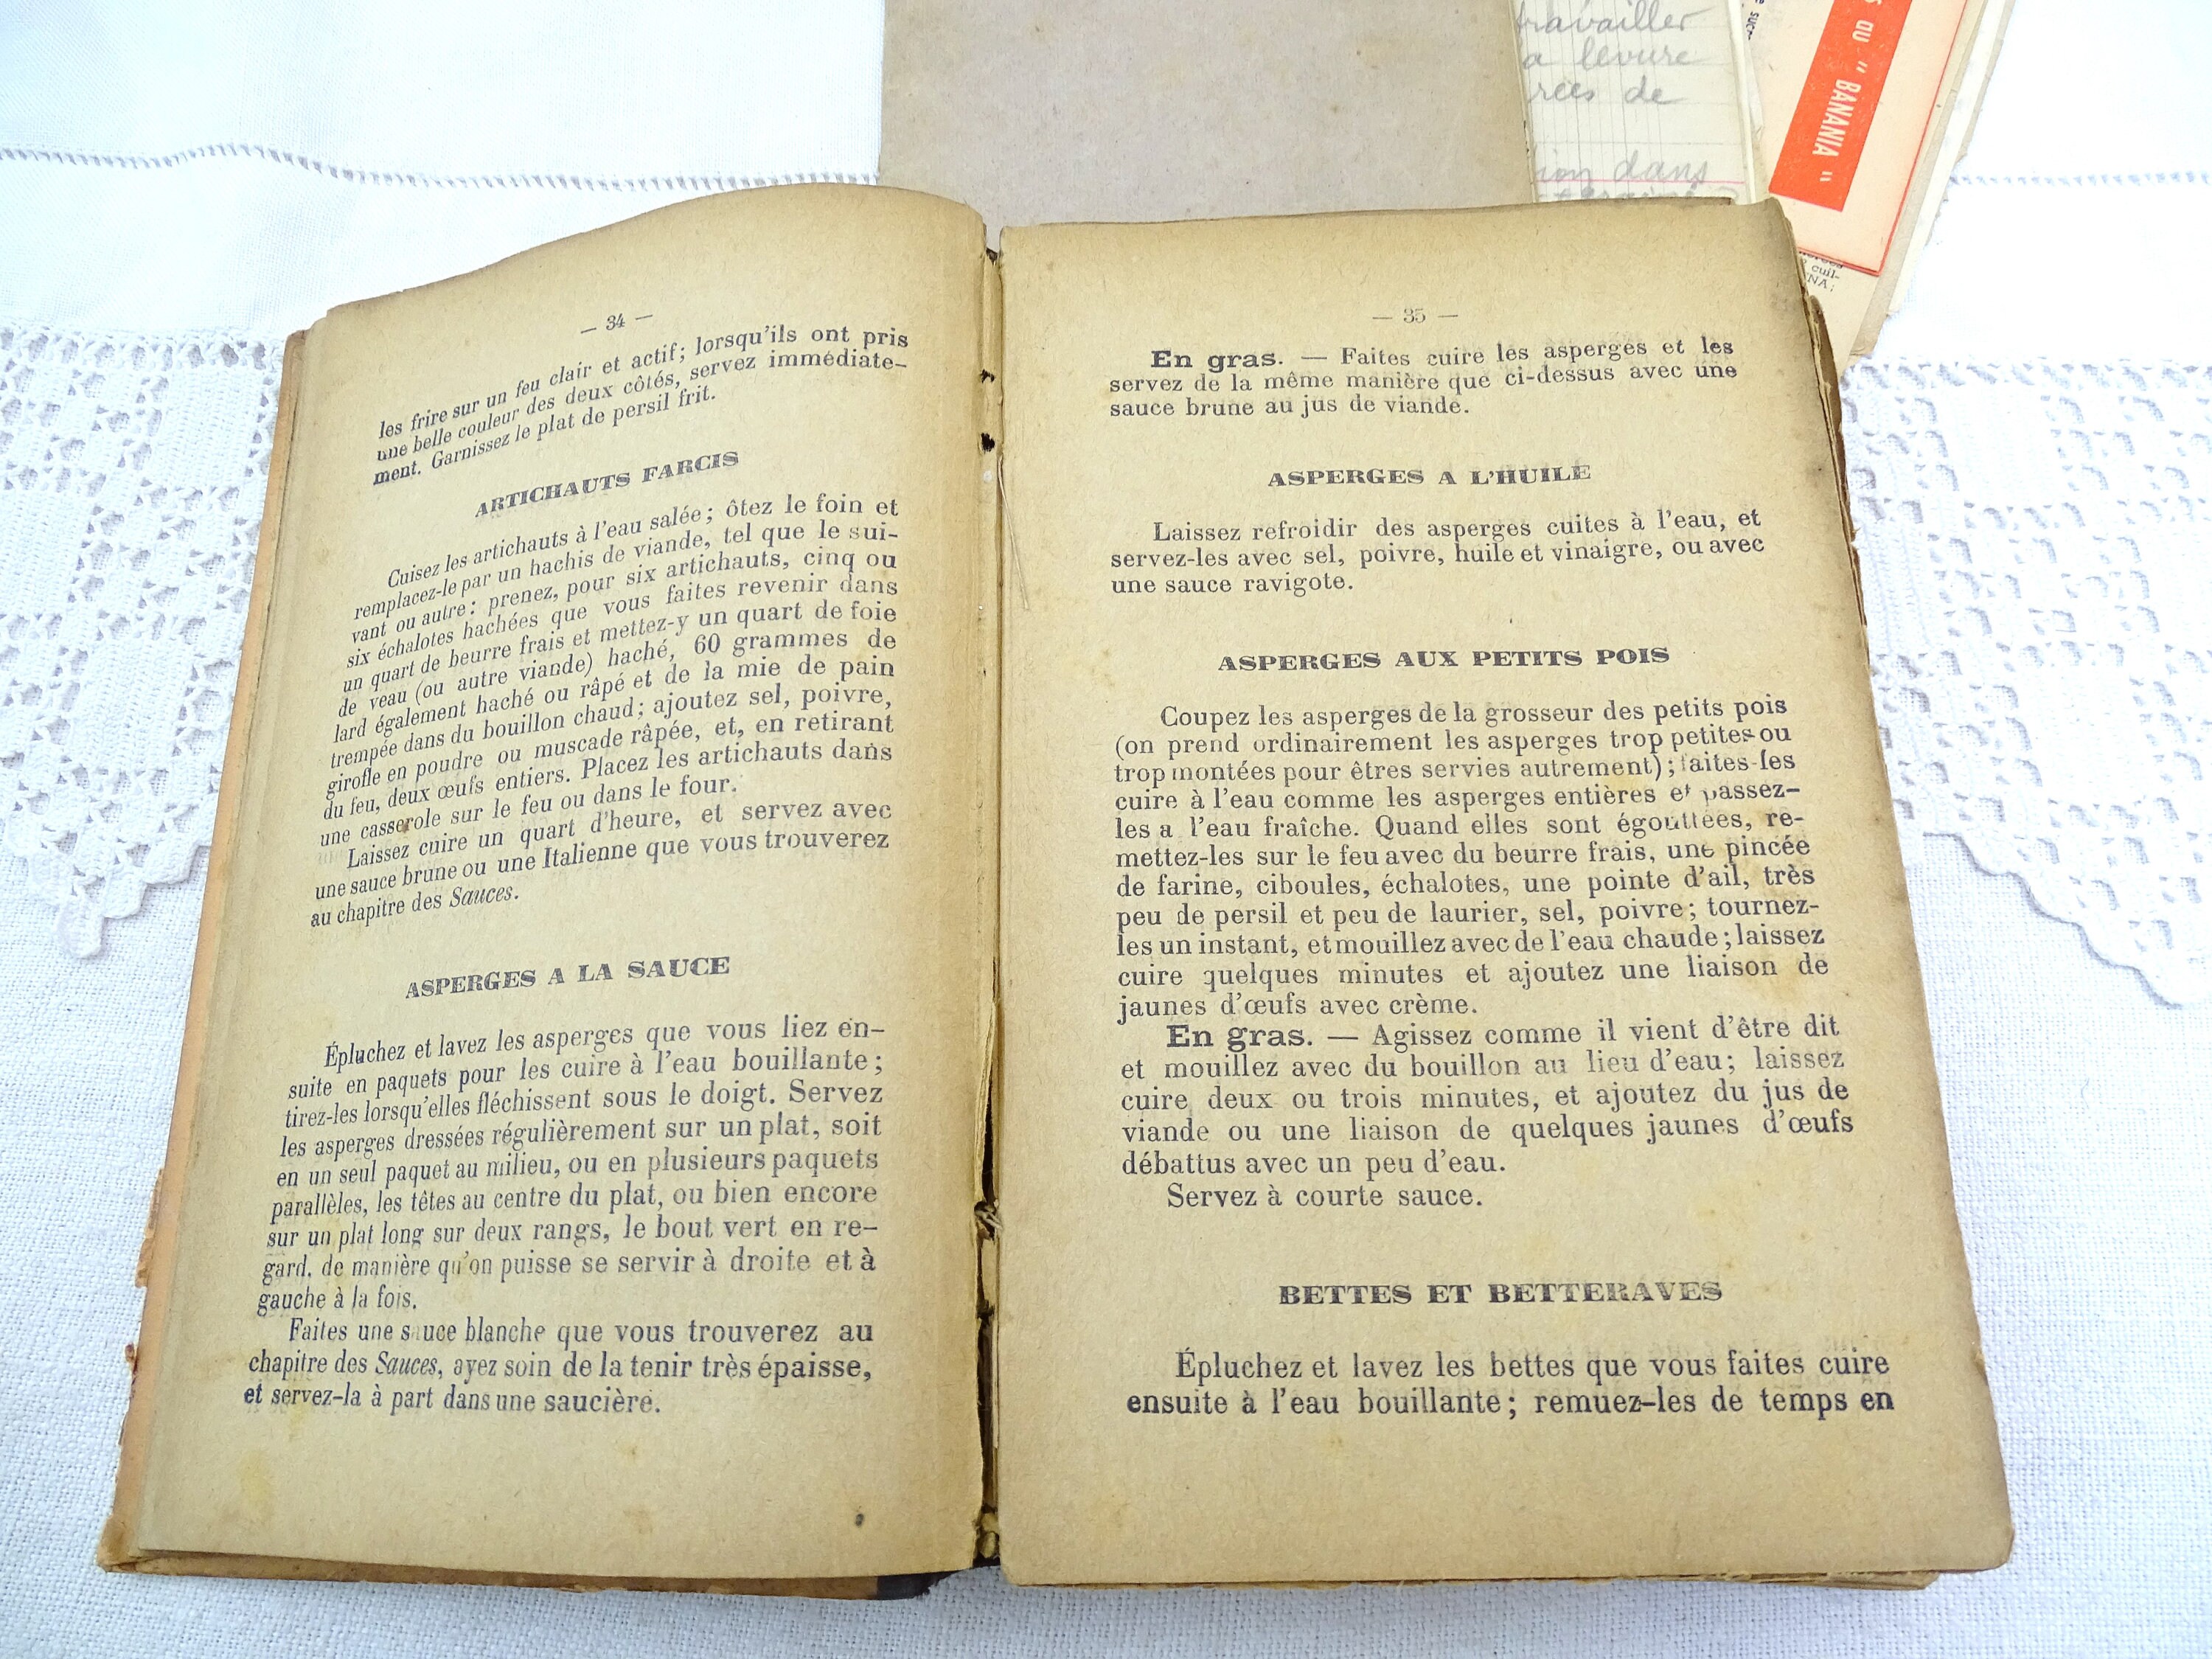 — 34 —
les frire sur un feu clair et actif; lorsqu'ils ont pris
une belle couleur des deux côtés, servez immédiate-
ment. Garnissez le plat de persil frit.
ARTICHAUTS FARCIS
Cuisez les artichauts à l'eau salée; ôtez le foin et
remplacez-le par un hachis de viande, tel que le sui-
vant ou autre: prenez, pour six artichauts, cinq ou
six échalotes hachées que vous faites revenir dans
un quart de beurre frais et mettez-y un quart de foie
de veau (ou autre viande) haché, 60 grammes de
lard également haché ou râpé et de la mie de pain
trempée dans du bouillon chaud; ajoutez sel, poivre,
girofle en poudre ou muscade râpée, et, en retirant
du feu, deux œufs entiers. Placez les artichauts dans
une casserole sur le feu ou dans le four.
Laissez cuire un quart d'heure, et servez avec
une sauce brune ou une Italienne que vous trouverez
au chapitre des Sauces.
ASPERGES A LA SAUCE
Épluchez et lavez les asperges que vous liez en-
suite en paquets pour les cuire à l'eau bouillante;
tirez-les lorsqu'elles fléchissent sous le doigt. Servez
les asperges dressées régulièrement sur un plat, soit
en un seul paquet au milieu, ou en plusieurs paquets
parallèles, les têtes au centre du plat, ou bien encore
sur un plat long sur deux rangs, le bout vert en re-
gard, de manière qu'on puisse se servir à droite et à
gauche à la fois.
Faites une sauce blanche que vous trouverez au
chapitre des Sauces, ayez soin de la tenir très épaisse,
et servez-la à part dans une saucière.
— 35 —
En gras. — Faites cuire les asperges et les
servez de la même manière que ci-dessus avec une
sauce brune au jus de viande.
ASPERGES A L'HUILE
Laissez refroidir des asperges cuites à l'eau, et
servez-les avec sel, poivre, huile et vinaigre, ou avec
une sauce ravigote.
ASPERGES AUX PETITS POIS
Coupez les asperges de la grosseur des petits pois
(on prend ordinairement les asperges trop petites ou
trop montées pour êtres servies autrement); faites-les
cuire à l'eau comme les asperges entières et passez-
les a l'eau fraîche. Quand elles sont égouttées, re-
mettez-les sur le feu avec du beurre frais, une pincée
de farine, ciboules, échalotes, une pointe d'ail, très
peu de persil et peu de laurier, sel, poivre; tournez-
les un instant, et mouillez avec de l'eau chaude; laissez
cuire quelques minutes et ajoutez une liaison de
jaunes d'œufs avec crème.
En gras. — Agissez comme il vient d'être dit
et mouillez avec du bouillon au lieu d'eau; laissez
cuire deux ou trois minutes, et ajoutez du jus de
viande ou une liaison de quelques jaunes d'œufs
débattus avec un peu d'eau.
Servez à courte sauce.
BETTES ET BETTERAVES
Épluchez et lavez les bettes que vous faites cuire
ensuite à l'eau bouillante; remuez-les de temps en
travailler
a levure
rées de
dans
au "BANANIA"
cuil-